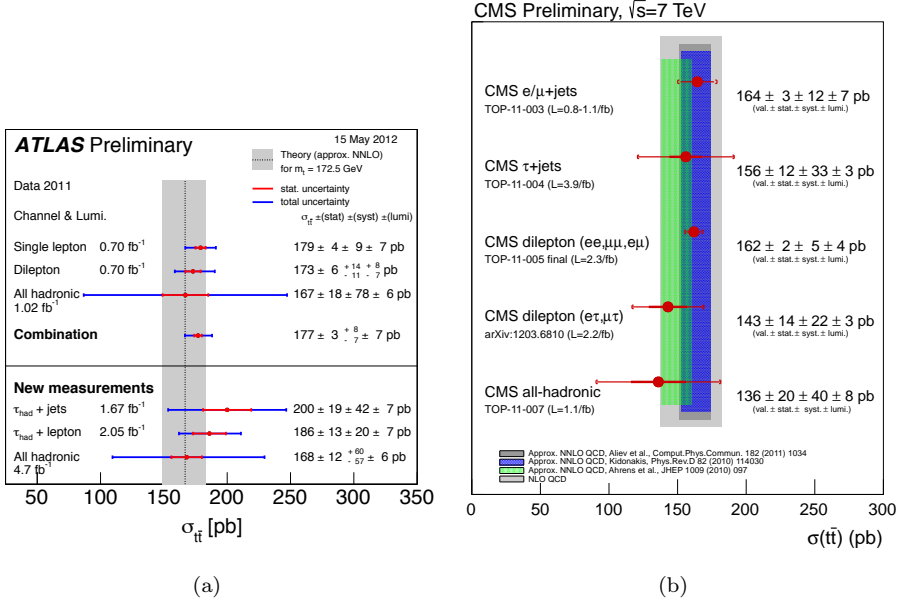 ATLAS Preliminary
15 May 2012
Theory (approx. NNLO)
for mt = 172.5 GeV
Data 2011
stat. uncertainty
total uncertainty
Channel & Lumi.
σtt̄ ±(stat) ±(syst) ±(lumi)
Single lepton 0.70 fb-1 179 ± 4 ± 9 ± 7 pb
Dilepton 0.70 fb-1 173 ± 6 +14 -11 +8 -7 pb
All hadronic 167 ± 18 ± 78 ± 6 pb
1.02 fb-1
Combination 177 ± 3 +8 -7 ± 7 pb
New measurements
τhad + jets 1.67 fb-1 200 ± 19 ± 42 ± 7 pb
τhad + lepton 2.05 fb-1 186 ± 13 ± 20 ± 7 pb
All hadronic 168 ± 12 +60 -57 ± 6 pb
4.7 fb-1
50 100 150 200 250 300 350
σtt̄ [pb]
(a)
CMS Preliminary, √s=7 TeV
CMS e/μ+jets
TOP-11-003 (L=0.8-1.1/fb)
164 ± 3 ± 12 ± 7 pb
(val. ± stat. ± syst. ± lumi.)
CMS τ+jets
TOP-11-004 (L=3.9/fb)
156 ± 12 ± 33 ± 3 pb
(val. ± stat. ± syst. ± lumi.)
CMS dilepton (ee,μμ,eμ)
TOP-11-005 final (L=2.3/fb)
162 ± 2 ± 5 ± 4 pb
(val. ± stat. ± syst. ± lumi.)
CMS dilepton (eτ,μτ)
arXiv:1203.6810 (L=2.2/fb)
143 ± 14 ± 22 ± 3 pb
(val. ± stat. ± syst. ± lumi.)
CMS all-hadronic
TOP-11-007 (L=1.1/fb)
136 ± 20 ± 40 ± 8 pb
(val. ± stat. ± syst. ± lumi.)
Approx. NNLO QCD, Aliev et al., Comput.Phys.Commun. 182 (2011) 1034
Approx. NNLO QCD, Kidonakis, Phys.Rev.D 82 (2010) 114030
Approx. NNLO QCD, Ahrens et al., JHEP 1009 (2010) 097
NLO QCD
0 50 100 150 200 250 300
σ(tt̄) (pb)
(b)